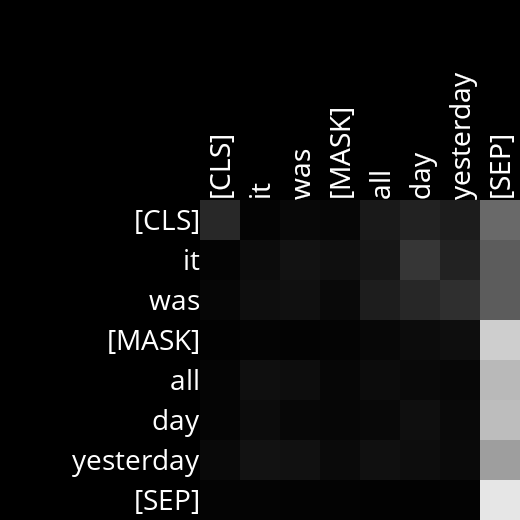 [CLS] it was [MASK] all day yesterday [SEP]
[CLS]
it
was
[MASK]
all
day
yesterday
[SEP]